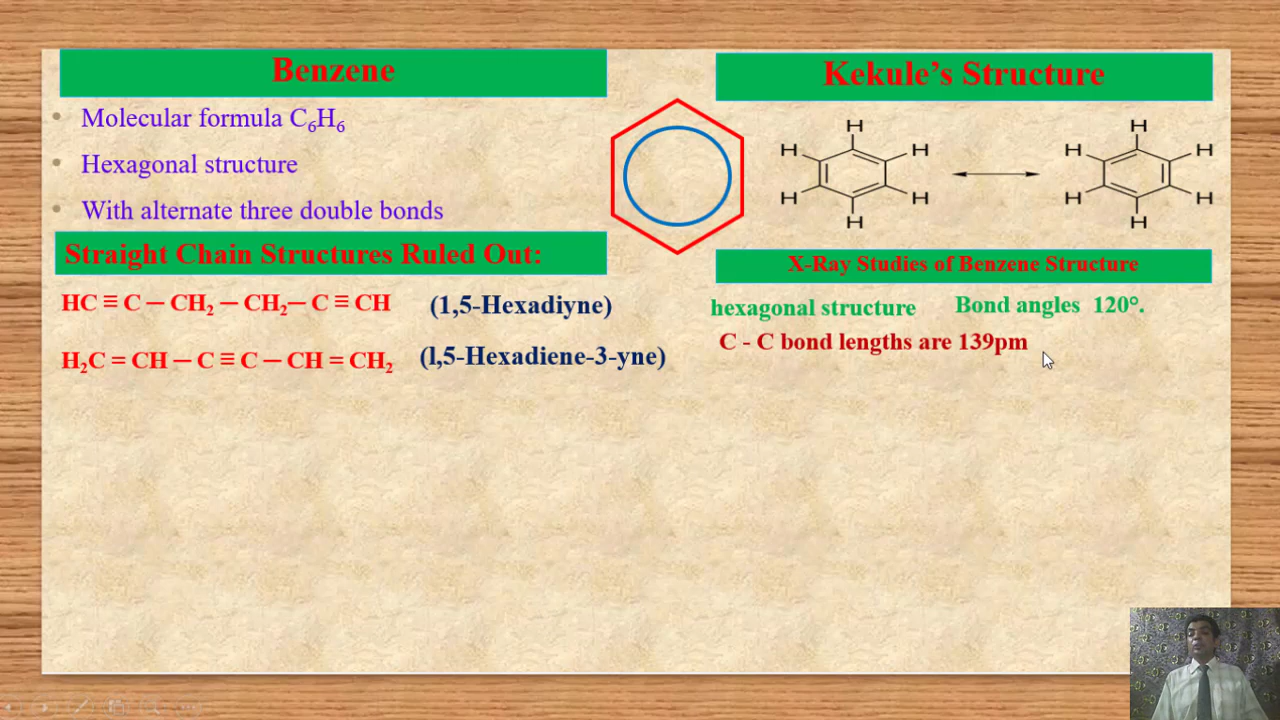 Benzene
• Molecular formula C₆H₆
• Hexagonal structure
• With alternate three double bonds
Straight Chain Structures Ruled Out:
HC ≡ C — CH₂ — CH₂— C ≡ CH (1,5-Hexadiyne)
H₂C = CH — C ≡ C — CH = CH₂ (l,5-Hexadiene-3-yne)
Kekule’s Structure
H H
H H H H
H H H H
H H
X-Ray Studies of Benzene Structure
hexagonal structure Bond angles 120°.
C - C bond lengths are 139pm